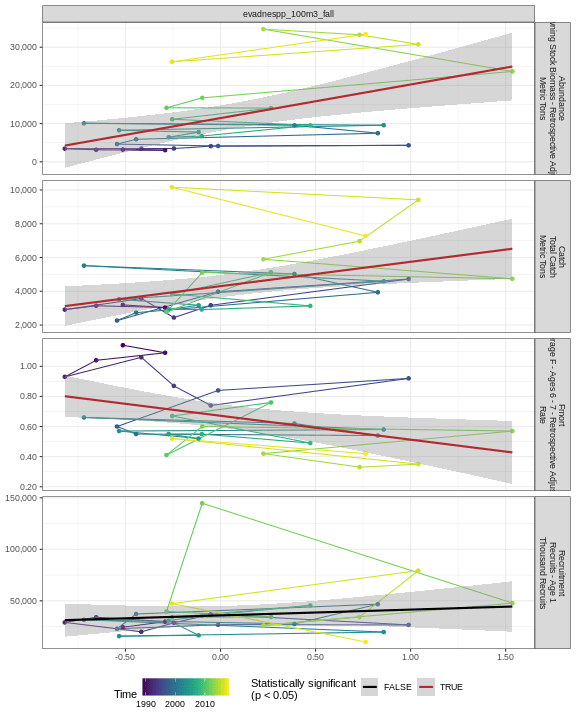 evadnespp_100m3_fall
30,000
20,000
10,000
0
Abundance
Stock Biomass - Retrospective
Metric Tons
10,000
8,000
6,000
4,000
2,000
Catch
Total Catch
Metric Tons
1.00
0.80
0.60
0.40
0.20
Fmort
F - Ages 6 - 7 - Retrospective
Rate
150,000
100,000
50,000
Recruitment
Recruits - Age 1
Thousand Recruits
-0.50
0.00
0.50
1.00
1.50
Time
1990 2000 2010
Statistically significant
(p < 0.05)
FALSE
TRUE